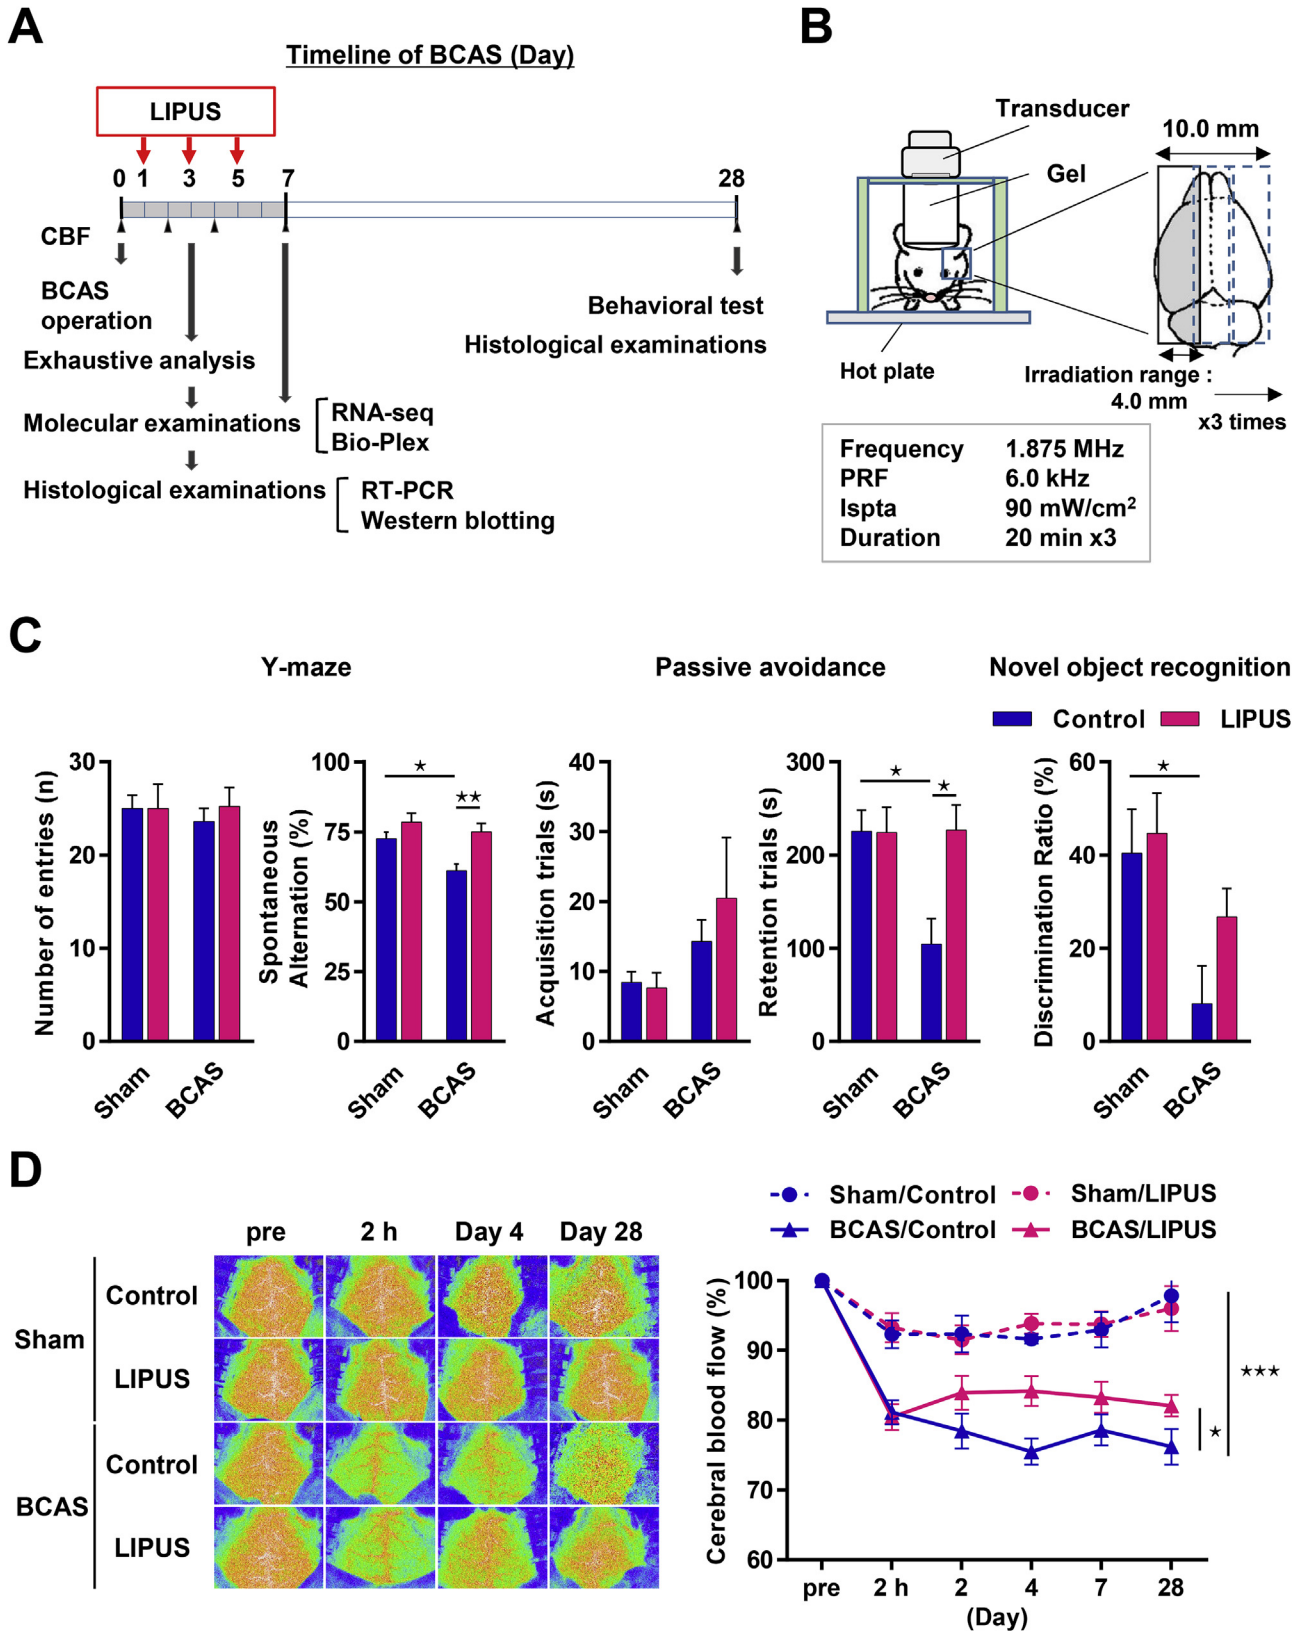 A
Timeline of BCAS (Day)
LIPUS
0 1 3 5 7 28
CBF
BCAS
operation
Exhaustive analysis
Molecular examinations
RNA-seq
Bio-Plex
Histological examinations
RT-PCR
Western blotting
Behavioral test
Histological examinations
B
Transducer
Gel
10.0 mm
Hot plate
Irradiation range :
4.0 mm
x3 times
Frequency 1.875 MHz
PRF 6.0 kHz
Ispta 90 mW/cm²
Duration 20 min x3
C
Y-maze
Passive avoidance
Novel object recognition
Control LIPUS
Number of entries (n)
30
20
10
0
Sham
BCAS
Spontaneous
Alternation (%)
100
75
50
25
0
★
★★
Sham
BCAS
Acquisition trials (s)
40
30
20
10
0
Sham
BCAS
Retention trials (s)
300
200
100
0
★
★
Sham
BCAS
Discrimination Ratio (%)
60
40
20
0
★
Sham
BCAS
D
pre 2 h Day 4 Day 28
Sham
Control
LIPUS
BCAS
Control
LIPUS
Sham/Control Sham/LIPUS
BCAS/Control BCAS/LIPUS
Cerebral blood flow (%)
100
90
80
70
60
★★★
★
pre 2 h 2 4 7 28
(Day)